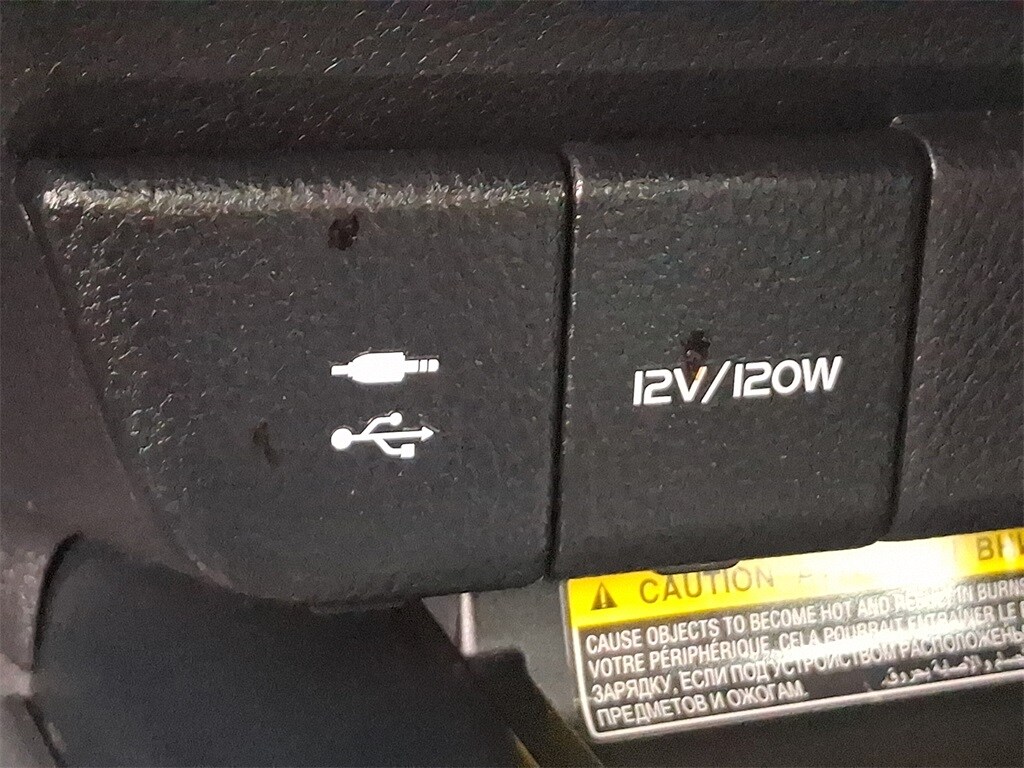 12V/120W
CAUTION
CAUSE OBJECTS TO BECOME HOT AND IN BURNS
VOTRE PÉRIPHÉRIQUE, CELA POURRAIT ENTRAÎNER LE
ЗАРЯДКУ. ЕСЛИ ПОД УСТРОЙСТВОМ РАСПОЛОЖЕНЫ
ПРЕДМЕТОВ И ОЖОГАМ.